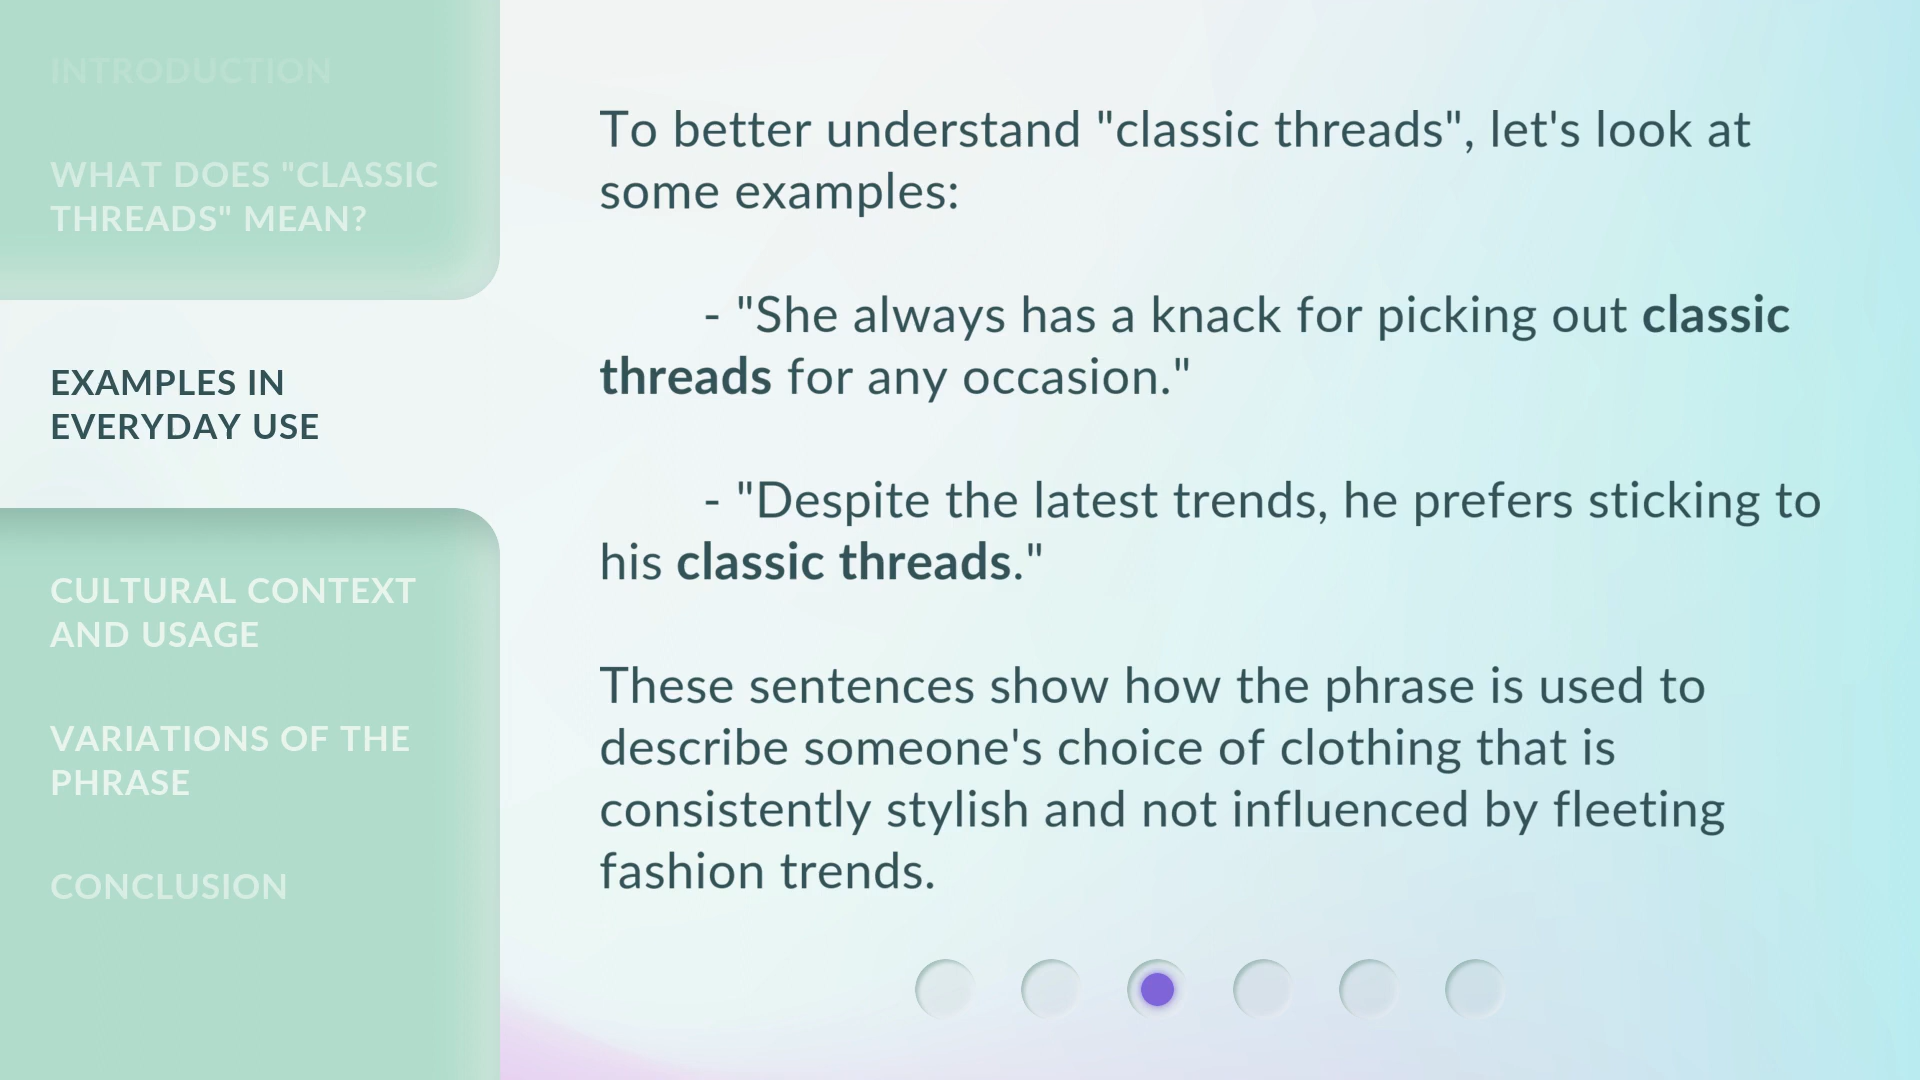 INTRODUCTION
WHAT DOES "CLASSIC
THREADS" MEAN?
EXAMPLES IN
EVERYDAY USE
CULTURAL CONTEXT
AND USAGE
VARIATIONS OF THE
PHRASE
CONCLUSION
To better understand "classic threads", let's look at
some examples:
- "She always has a knack for picking out classic
threads for any occasion."
- "Despite the latest trends, he prefers sticking to
his classic threads."
These sentences show how the phrase is used to
describe someone's choice of clothing that is
consistently stylish and not influenced by fleeting
fashion trends.